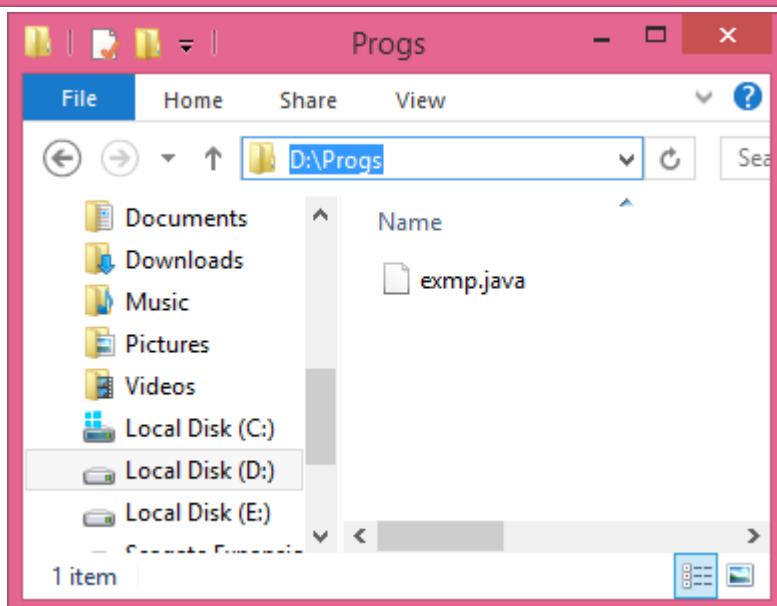 Progs
File Home Share View
D:\Progs Sea
Documents
Downloads
Music
Pictures
Videos
Local Disk (C:)
Local Disk (D:)
Local Disk (E:)
Name
exmp.java
1 item